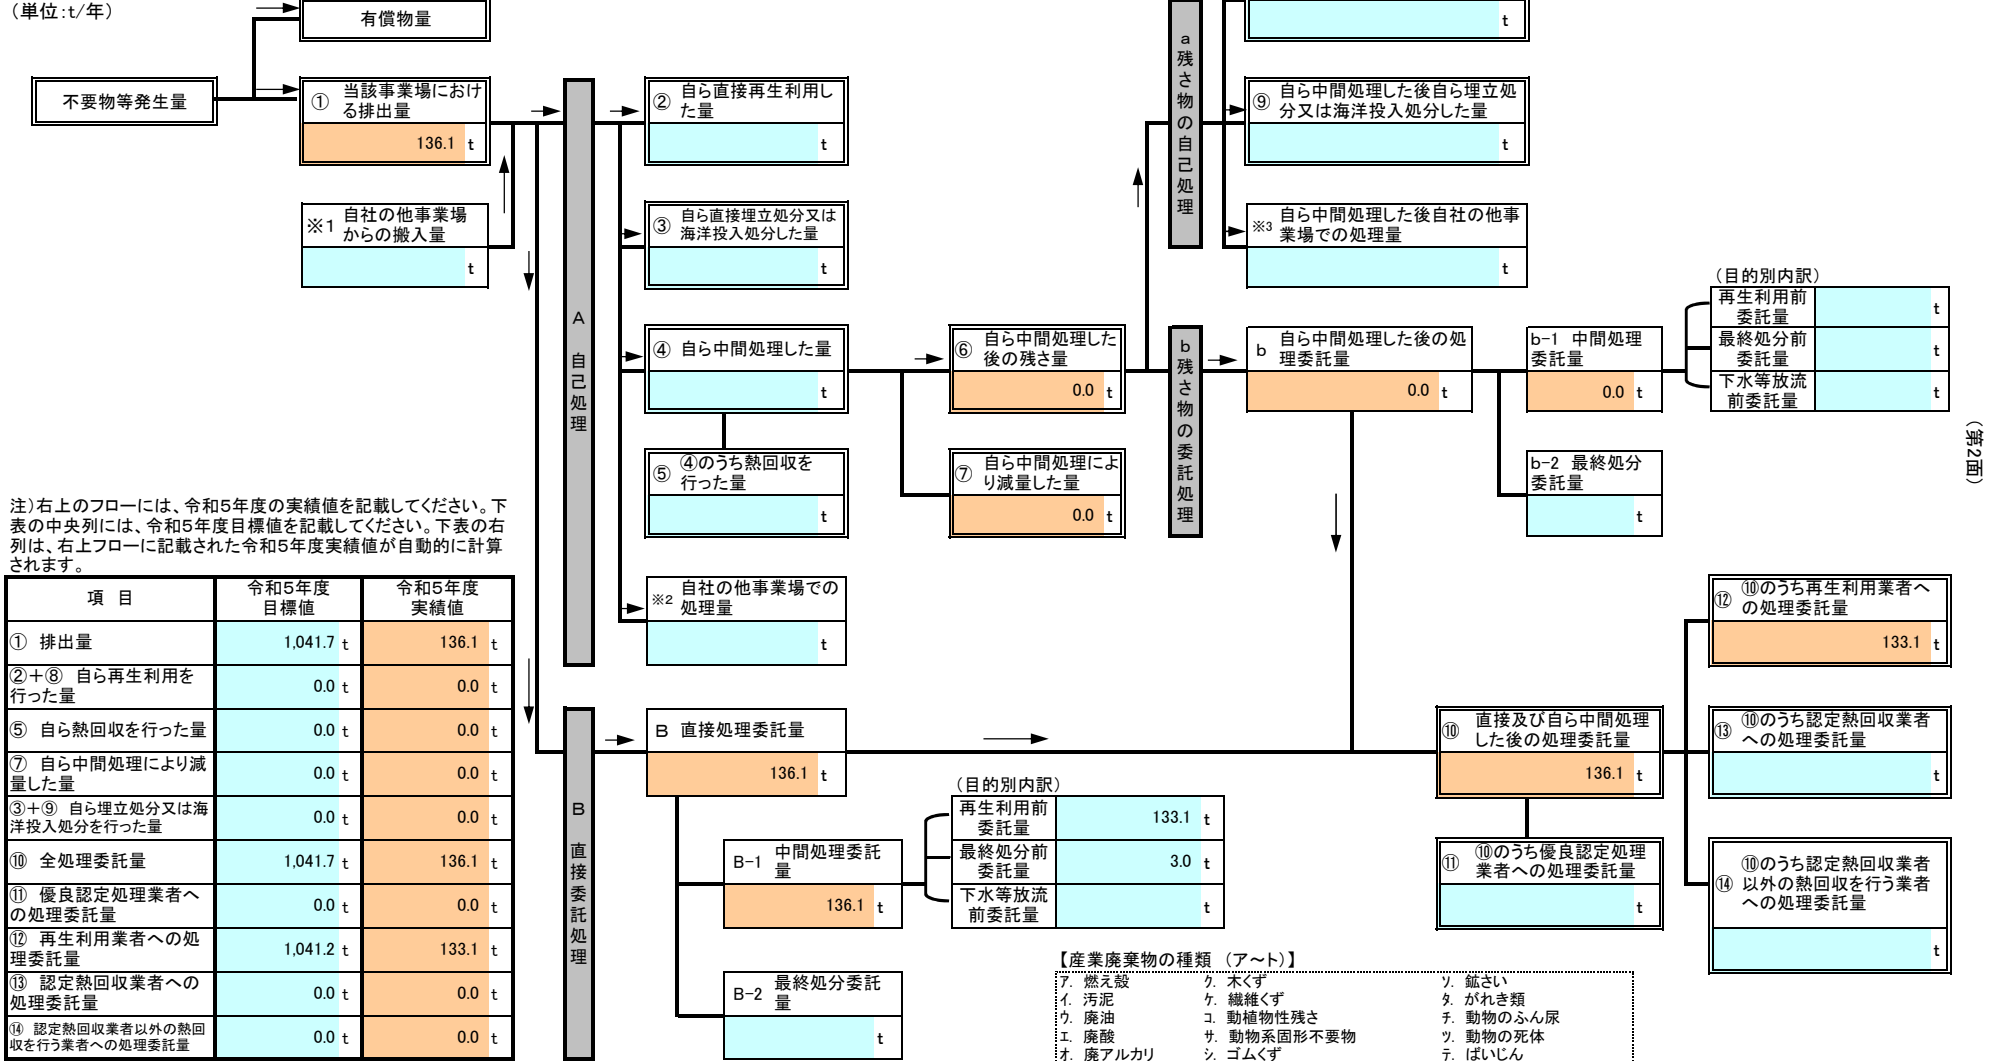 （単位:t/年）
有償物量
不要物等発生量
① 当該事業場におけ
る排出量
136.1 t
※1 自社の他事業場
からの搬入量
t
A 自己処理
② 自ら直接再生利用し
た量
t
③ 自ら直接埋立処分又は
海洋投入処分した量
t
④ 自ら中間処理した量
t
⑤ ④のうち熱回収を
行った量
t
※2 自社の他事業場での
処理量
t
⑥ 自ら中間処理した
後の残さ量
0.0 t
⑦ 自ら中間処理によ
り減量した量
0.0 t
a 残さ物の自己処理
t
⑨ 自ら中間処理した後自ら埋立処
分又は海洋投入処分した量
t
※3 自ら中間処理した後自社の他事
業場での処理量
t
b 残さ物の委託処理
b 自ら中間処理した後の処
理委託量
0.0 t
b-1 中間処理
委託量
0.0 t
b-2 最終処分
委託量
t
（目的別内訳）
再生利用前
委託量
t
最終処分前
委託量
t
下水等放流
前委託量
t
（第2面）
注）右上のフローには、令和5年度の実績値を記載してください。下
表の中央列には、令和5年度目標値を記載してください。下表の右
列は、右上フローに記載された令和5年度実績値が自動的に計算
されます。
項 目
令和5年度
目標値
令和5年度
実績値
① 排出量 1,041.7 t 136.1 t
②＋⑧ 自ら再生利用を
行った量 0.0 t 0.0 t
⑤ 自ら熱回収を行った量 0.0 t 0.0 t
⑦ 自ら中間処理により減
量した量 0.0 t 0.0 t
③＋⑨ 自ら埋立処分又は海
洋投入処分を行った量 0.0 t 0.0 t
⑩ 全処理委託量 1,041.7 t 136.1 t
⑪ 優良認定処理業者へ
の処理委託量 0.0 t 0.0 t
⑫ 再生利用業者への処
理委託量 1,041.2 t 133.1 t
⑬ 認定熱回収業者への
処理委託量 0.0 t 0.0 t
⑭ 認定熱回収業者以外の熱回
収を行う業者への処理委託量 0.0 t 0.0 t
B 直接委託処理
B 直接処理委託量
136.1 t
B-1 中間処理委託
量
136.1 t
B-2 最終処分委託
量
t
（目的別内訳）
再生利用前
委託量
133.1 t
最終処分前
委託量
3.0 t
下水等放流
前委託量
t
⑩ 直接及び自ら中間処理
した後の処理委託量
136.1 t
⑪ ⑩のうち優良認定処理
業者への処理委託量
t
⑫ ⑩のうち再生利用業者へ
の処理委託量
133.1 t
⑬ ⑩のうち認定熱回収業者
への処理委託量
t
⑭ ⑩のうち認定熱回収業者
以外の熱回収を行う業者
への処理委託量
t
【産業廃棄物の種類 （ア～ト）】
ア. 燃え殻 ク. 木くず ソ. 鉱さい
イ. 汚泥 ケ. 繊維くず タ. がれき類
ウ. 廃油 コ. 動植物性残さ チ. 動物のふん尿
エ. 廃酸 サ. 動物系固形不要物 ツ. 動物の死体
オ. 廃アルカリ シ. ゴムくず テ. ばいじん